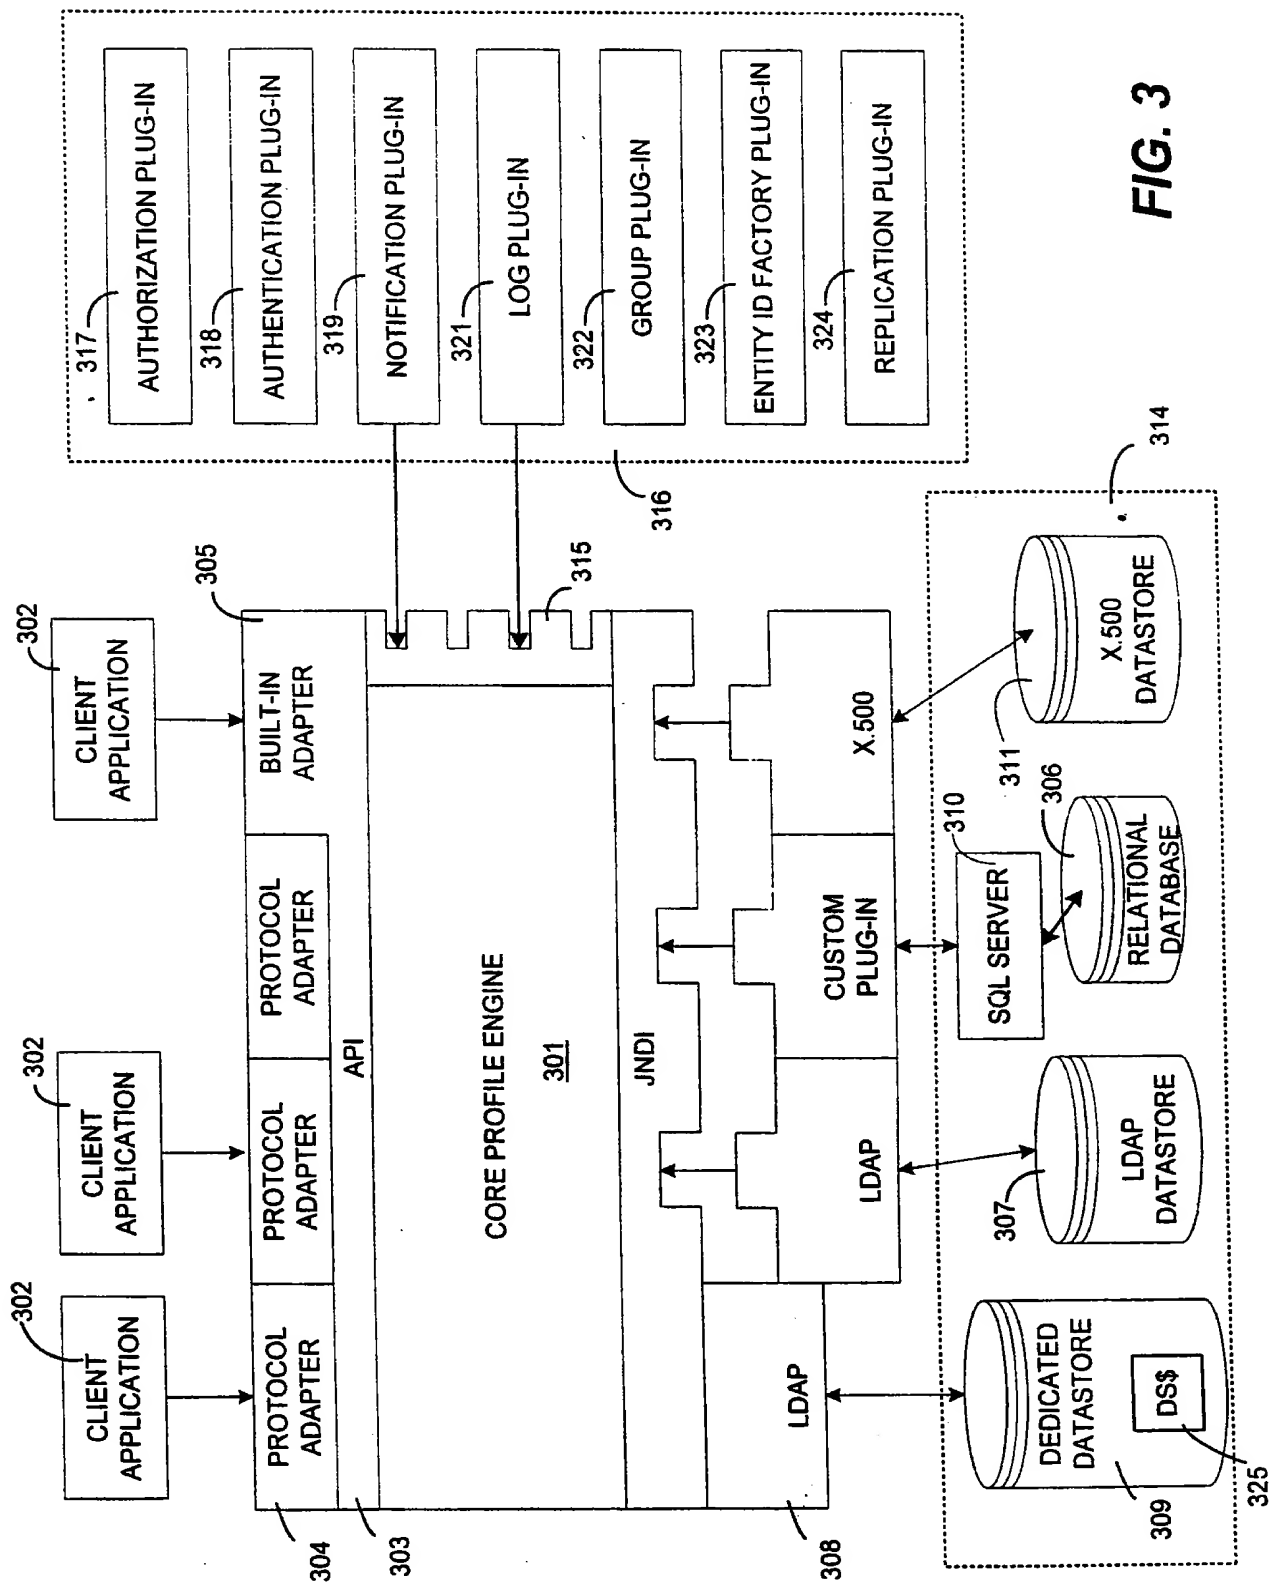 302
CLIENT
APPLICATION
302
CLIENT
APPLICATION
302
CLIENT
APPLICATION
304
PROTOCOL
ADAPTER
PROTOCOL
ADAPTER
PROTOCOL
ADAPTER
BUILT-IN
ADAPTER
305
303
API
CORE PROFILE ENGINE
301
315
JNDI
308
LDAP
LDAP
CUSTOM
PLUG-IN
X.500
317
AUTHORIZATION PLUG-IN
318
AUTHENTICATION PLUG-IN
319
NOTIFICATION PLUG-IN
321
LOG PLUG-IN
322
GROUP PLUG-IN
323
ENTITY ID FACTORY PLUG-IN
324
REPLICATION PLUG-IN
316
314
DEDICATED
DATASTORE
DS$
309
325
307
LDAP
DATASTORE
310
SQL SERVER
306
RELATIONAL
DATABASE
311
X.500
DATASTORE
FIG. 3